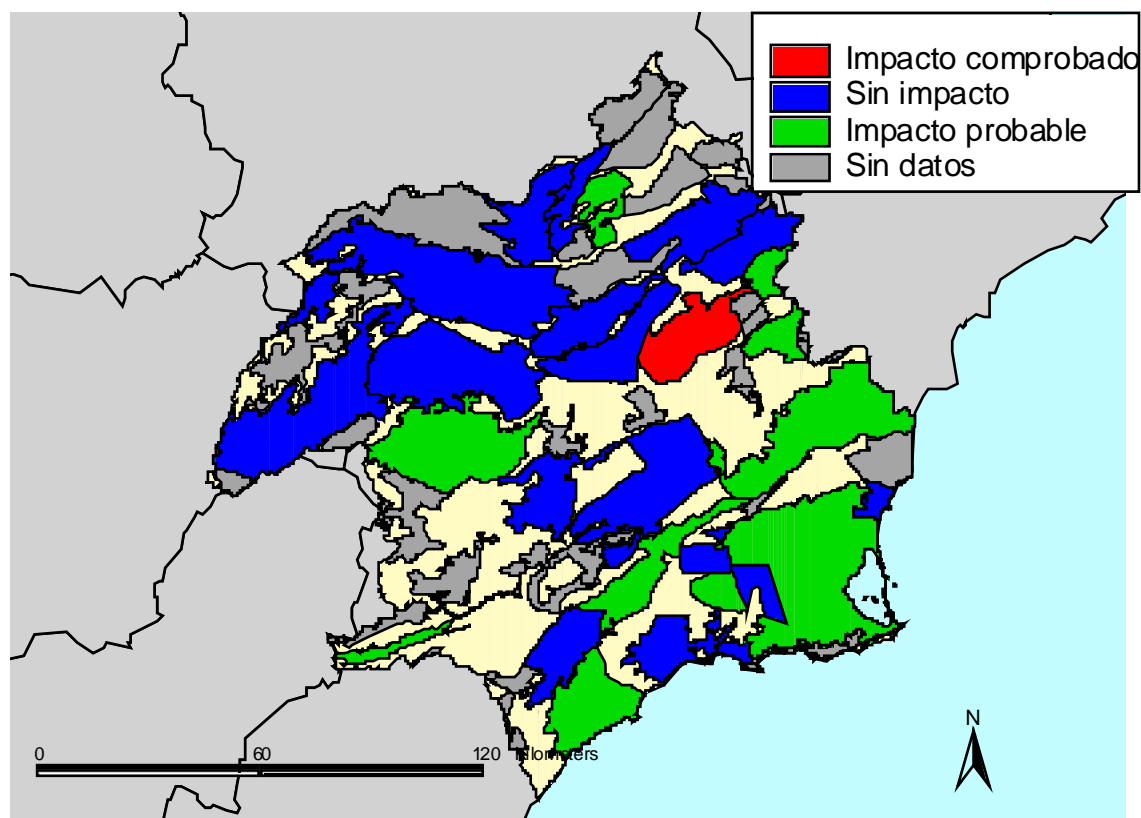 Impacto comprobado
Sin impacto
Impacto probable
Sin datos
N
0 60 120 Kilometers